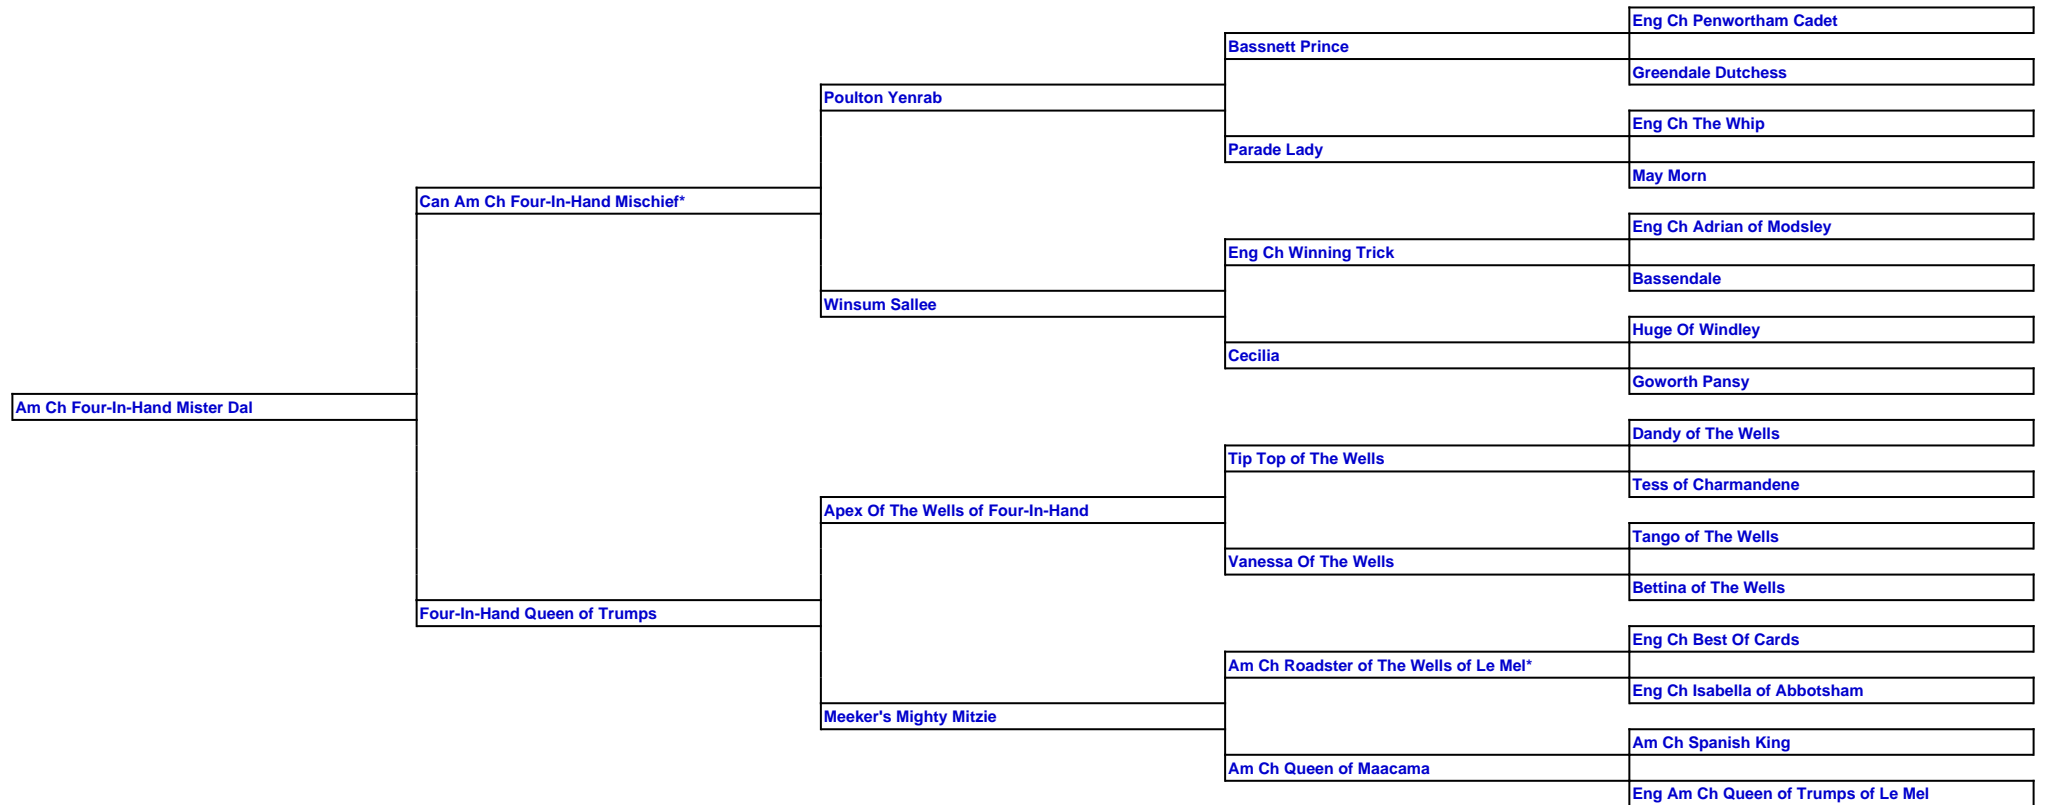 Eng Ch Penwortham Cadet
Bassnett Prince
Greendale Dutchess
Poulton Yenrab
Eng Ch The Whip
Parade Lady
May Morn
Can Am Ch Four-In-Hand Mischief*
Eng Ch Adrian of Modsley
Eng Ch Winning Trick
Bassendale
Winsum Sallee
Huge Of Windley
Cecilia
Goworth Pansy
Am Ch Four-In-Hand Mister Dal
Dandy of The Wells
Tip Top of The Wells
Tess of Charmandene
Apex Of The Wells of Four-In-Hand
Tango of The Wells
Vanessa Of The Wells
Bettina of The Wells
Four-In-Hand Queen of Trumps
Eng Ch Best Of Cards
Am Ch Roadster of The Wells of Le Mel*
Eng Ch Isabella of Abbotsham
Meeker's Mighty Mitzie
Am Ch Spanish King
Am Ch Queen of Maacama
Eng Am Ch Queen of Trumps of Le Mel